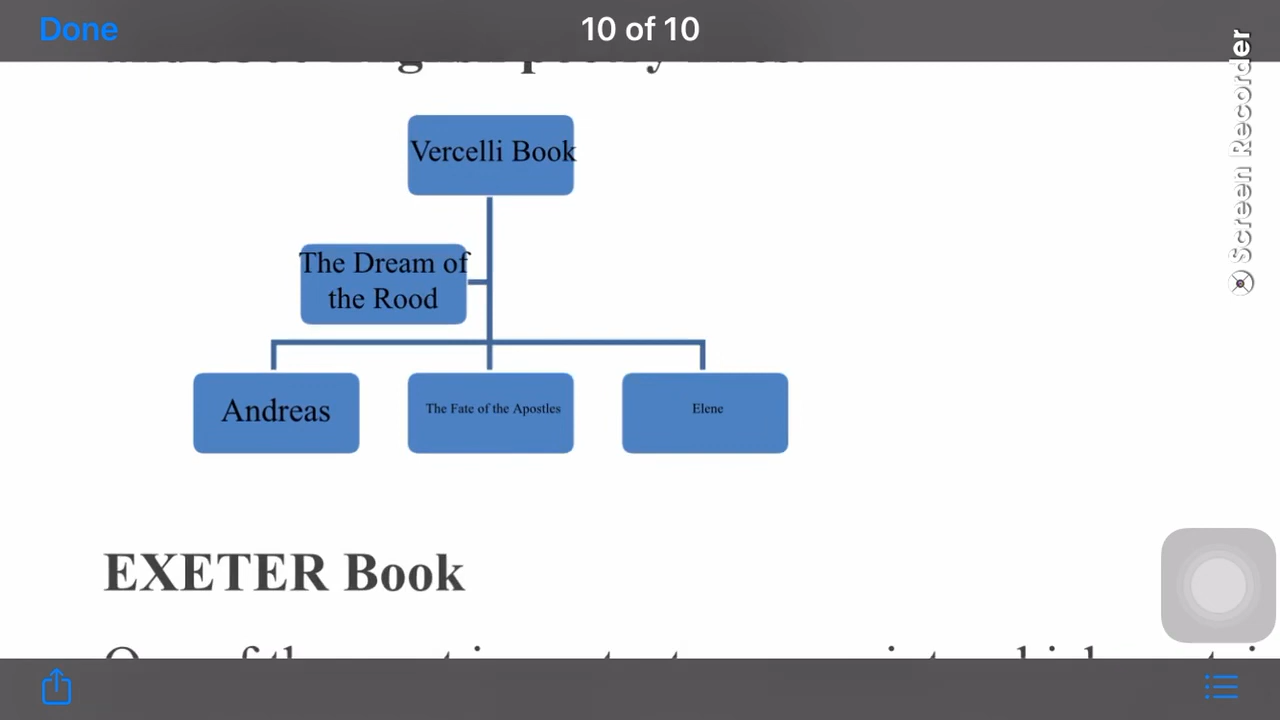 Done
10 of 10
Screen Recorder
Vercelli Book
The Dream of
the Rood
Andreas
The Fate of the Apostles
Elene
EXETER Book